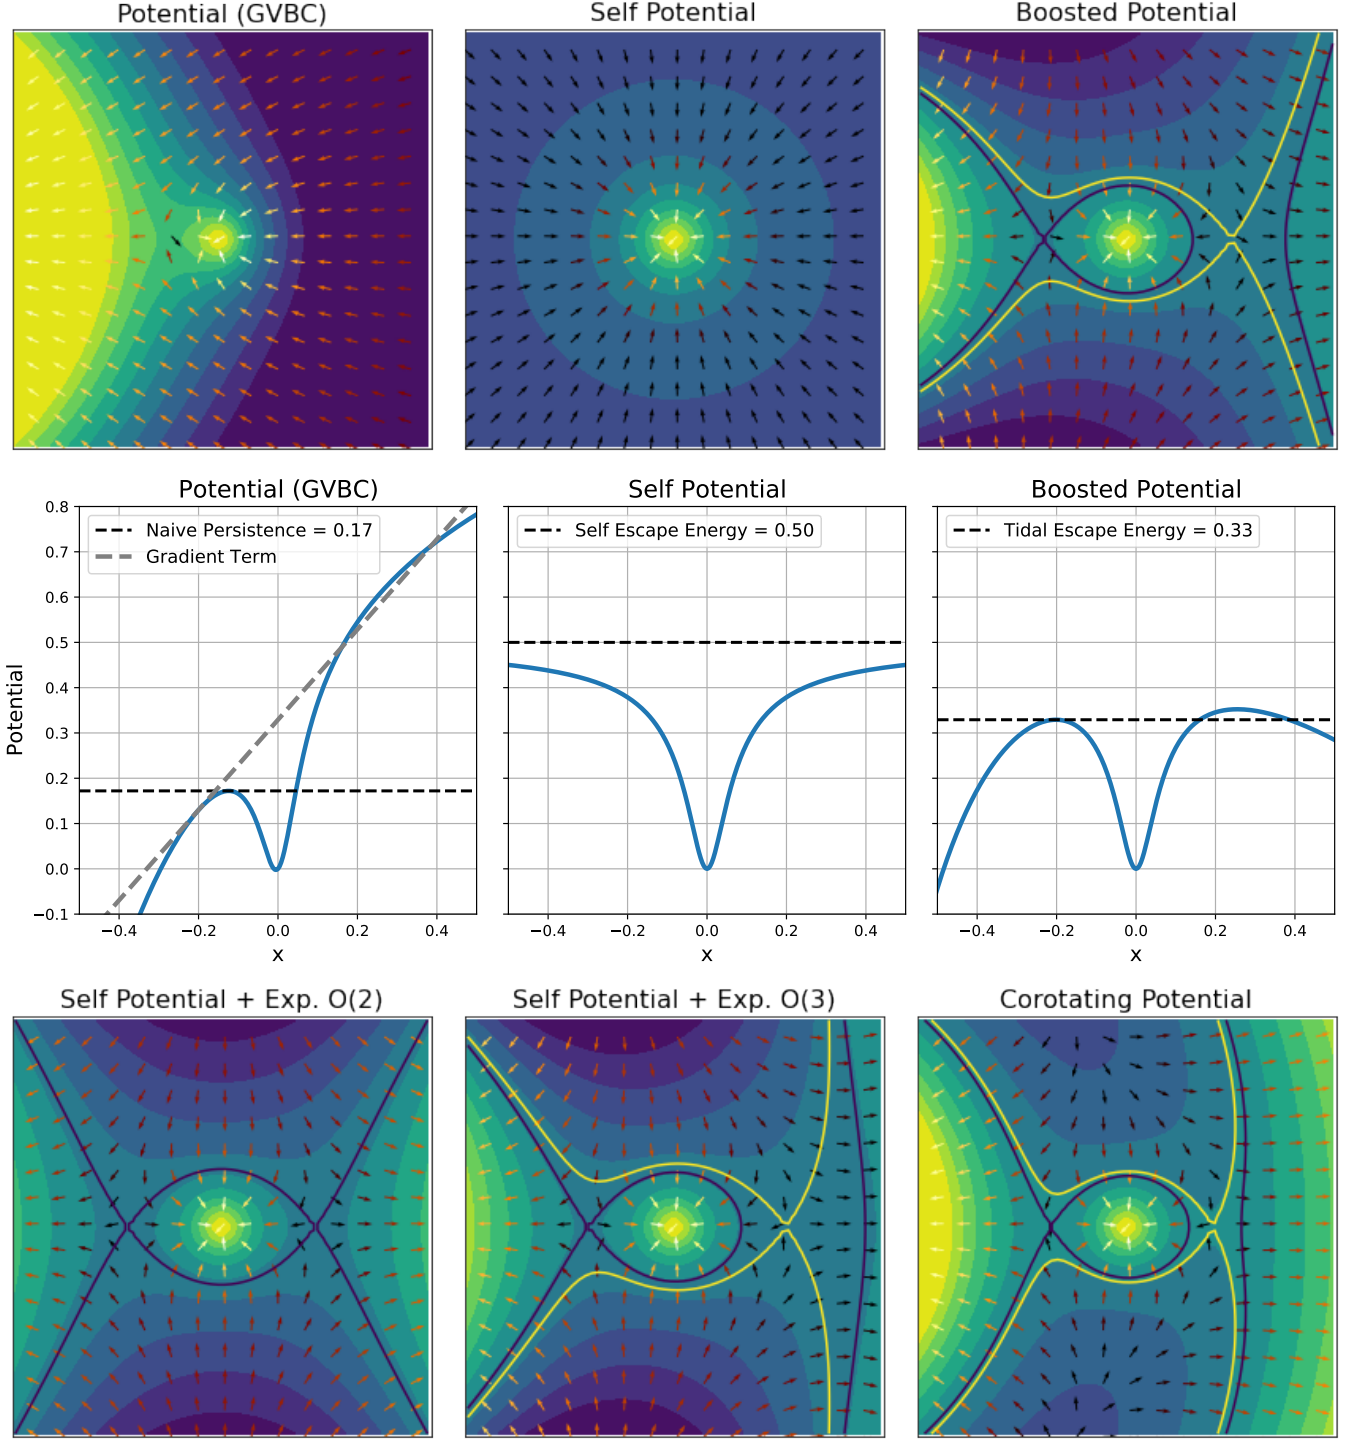 Potential (GVBC)
Self Potential
Boosted Potential
Potential (GVBC)
Self Potential
Boosted Potential
Naive Persistence = 0.17
Gradient Term
Self Escape Energy = 0.50
Tidal Escape Energy = 0.33
0.8
0.7
0.6
0.5
0.4
0.3
0.2
0.1
0.0
−0.1
Potential
−0.4 −0.2 0.0 0.2 0.4
−0.4 −0.2 0.0 0.2 0.4
−0.4 −0.2 0.0 0.2 0.4
x
x
x
Self Potential + Exp. O(2)
Self Potential + Exp. O(3)
Corotating Potential